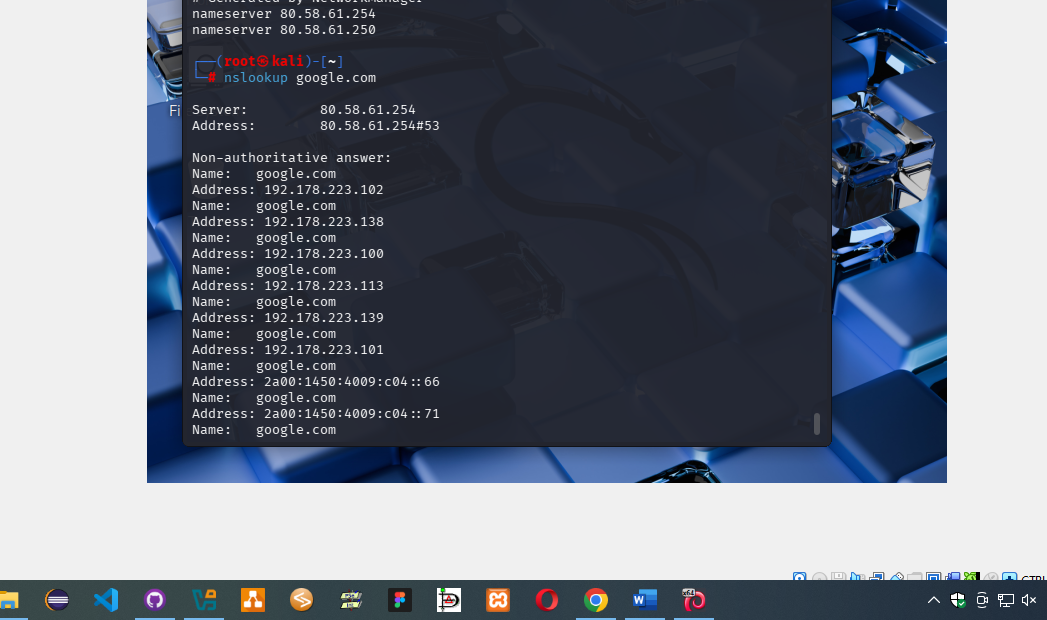 # Generated by NetworkManager
nameserver 80.58.61.254
nameserver 80.58.61.250
┌──(root㉿kali)-[~]
└─# nslookup google.com
Server:         80.58.61.254
Address:        80.58.61.254#53
Non-authoritative answer:
Name:   google.com
Address: 192.178.223.102
Name:   google.com
Address: 192.178.223.138
Name:   google.com
Address: 192.178.223.100
Name:   google.com
Address: 192.178.223.113
Name:   google.com
Address: 192.178.223.139
Name:   google.com
Address: 192.178.223.101
Name:   google.com
Address: 2a00:1450:4009:c04::66
Name:   google.com
Address: 2a00:1450:4009:c04::71
Name:   google.com
Fi
x64